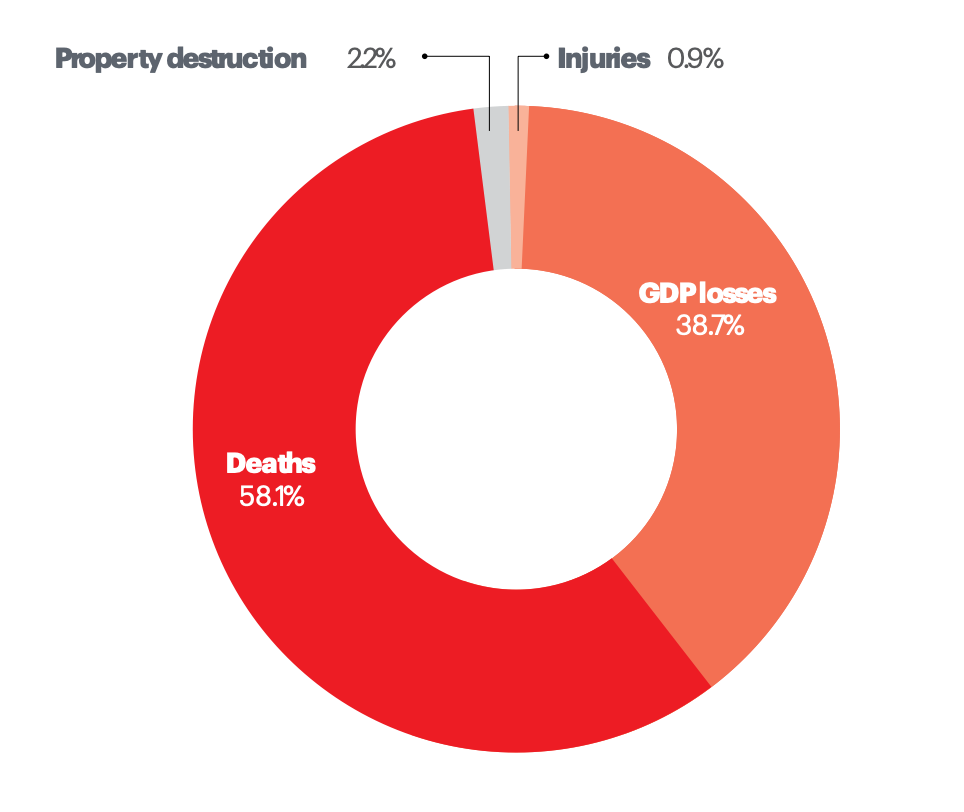 Property destruction 2.2%
Injuries 0.9%
GDP losses
38.7%
Deaths
58.1%